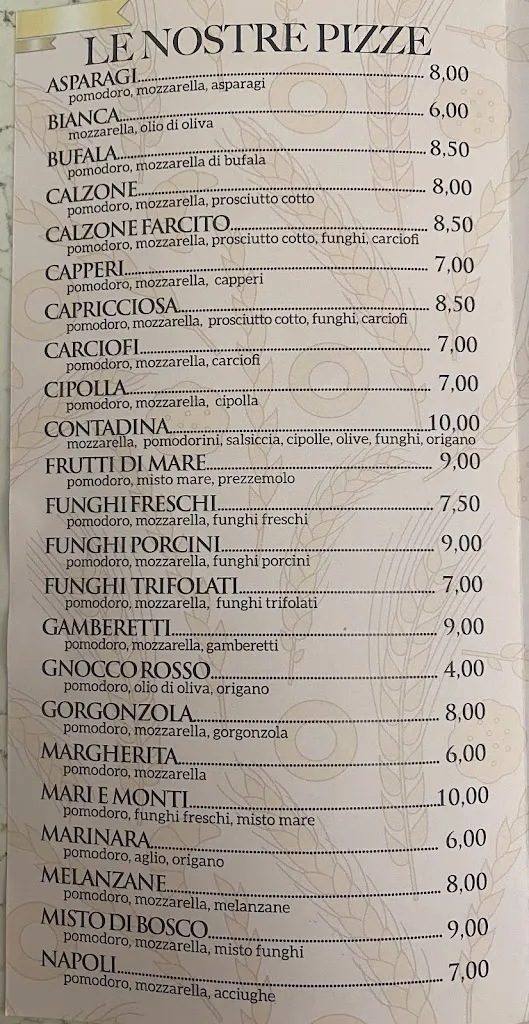 LE NOSTRE PIZZE
ASPARAGI 8,00
pomodoro, mozzarella, asparagi
BIANCA 6,00
mozzarella, olio di oliva
BUFALA 8,50
pomodoro, mozzarella di bufala
CALZONE 8,00
pomodoro, mozzarella, prosciutto cotto
CALZONE FARCITO 8,50
pomodoro, mozzarella, prosciutto cotto, funghi, carciofi
CAPPERI 7,00
pomodoro, mozzarella, capperi
CAPRICCIOSA 8,50
pomodoro, mozzarella, prosciutto cotto, funghi, carciofi
CARCIOFI 7,00
pomodoro, mozzarella, carciofi
CIPOLLA 7,00
pomodoro, mozzarella, cipolla
CONTADINA 10,00
mozzarella, pomodorini, salsiccia, cipolle, olive, funghi, origano
FRUTTI DI MARE 9,00
pomodoro, misto mare, prezzemolo
FUNGHI FRESCHI 7,50
pomodoro, mozzarella, funghi freschi
FUNGHI PORCINI 9,00
pomodoro, mozzarella, funghi porcini
FUNGHI TRIFOLATI 7,00
pomodoro, mozzarella, funghi trifolati
GAMBERETTI 9,00
pomodoro, mozzarella, gamberetti
GNOCCO ROSSO 4,00
pomodoro, olio di oliva, origano
GORGONZOLA 8,00
pomodoro, mozzarella, gorgonzola
MARGHERITA 6,00
pomodoro, mozzarella
MARI E MONTI 10,00
pomodoro, funghi freschi, misto mare
MARINARA 6,00
pomodoro, aglio, origano
MELANZANE 8,00
pomodoro, mozzarella, melanzane
MISTO DI BOSCO 9,00
pomodoro, mozzarella, misto funghi
NAPOLI 7,00
pomodoro, mozzarella, acciughe